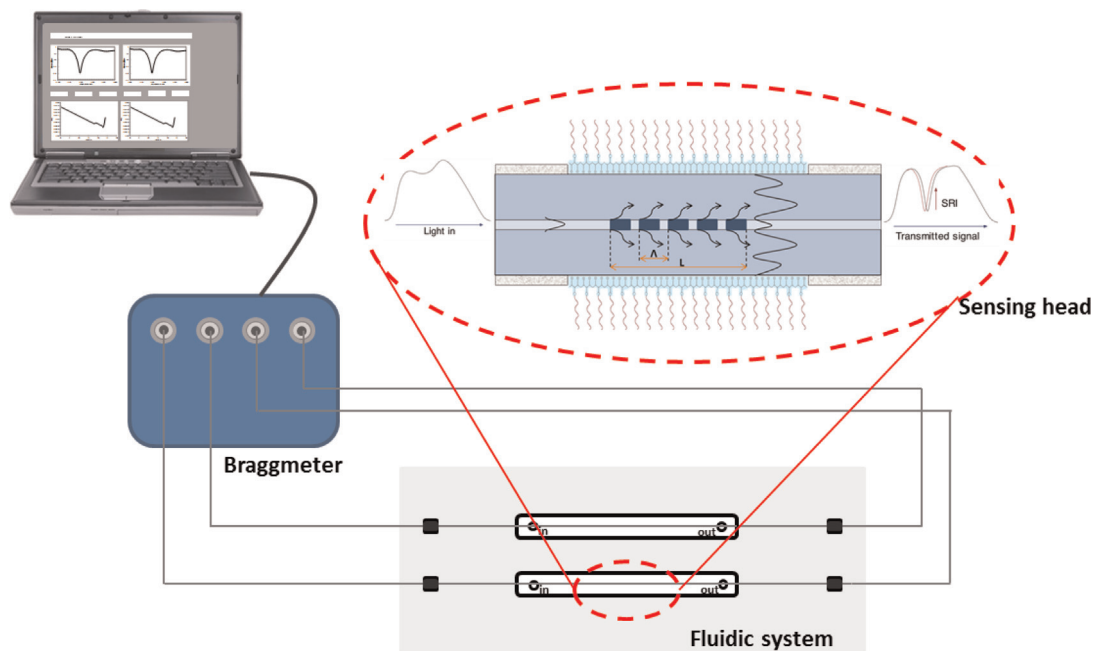 Light in
Λ
L
SRI
Transmitted signal
Sensing head
Braggmeter
in
out
in
out
Fluidic system